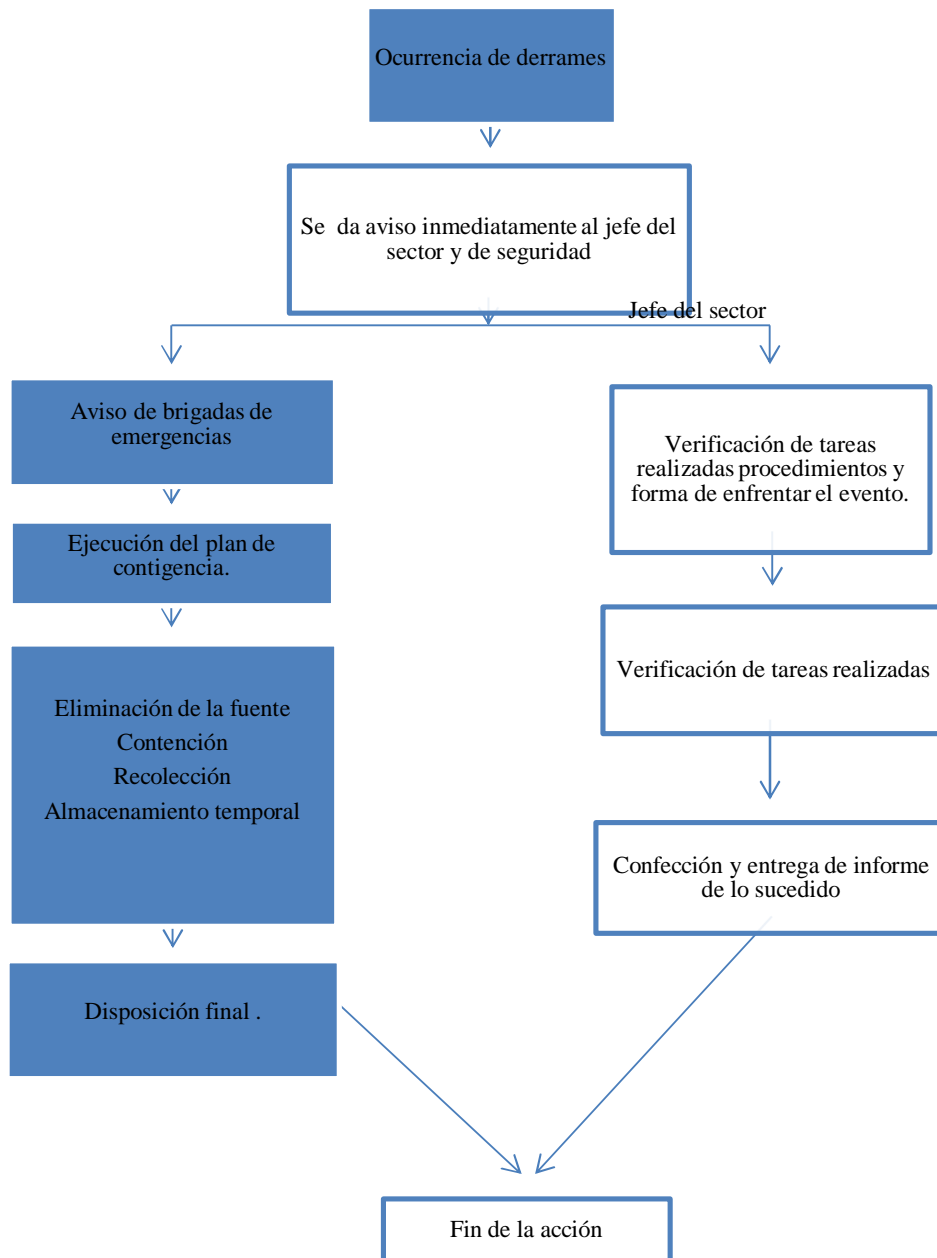 Ocurrencia de derrames
Se da aviso inmediatamente al jefe del
sector y de seguridad
Jefe del sector
Aviso de brigadas de
emergencias
Ejecución del plan de
contigencia.
Eliminación de la fuente
Contención
Recolección
Almacenamiento temporal
Disposición final .
Verificación de tareas
realizadas procedimientos y
forma de enfrentar el evento.
Verificación de tareas realizadas
Confección y entrega de informe
de lo sucedido
Fin de la acción